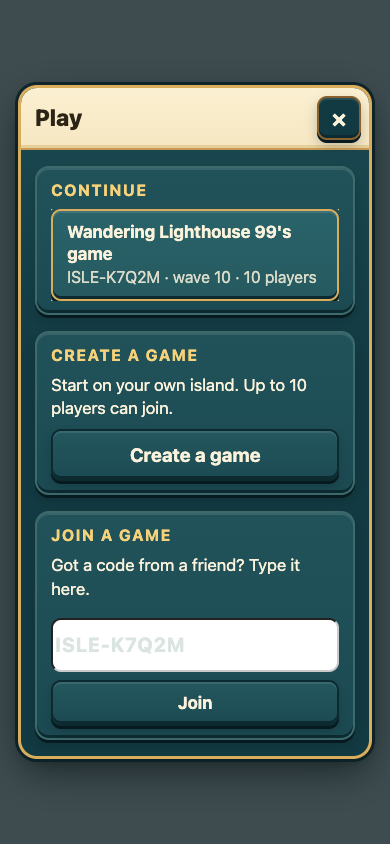 Play
×
CONTINUE
Wandering Lighthouse 99's
game
ISLE-K7Q2M · wave 10 · 10 players
CREATE A GAME
Start on your own island. Up to 10
players can join.
Create a game
JOIN A GAME
Got a code from a friend? Type it
here.
ISLE-K7Q2M
Join